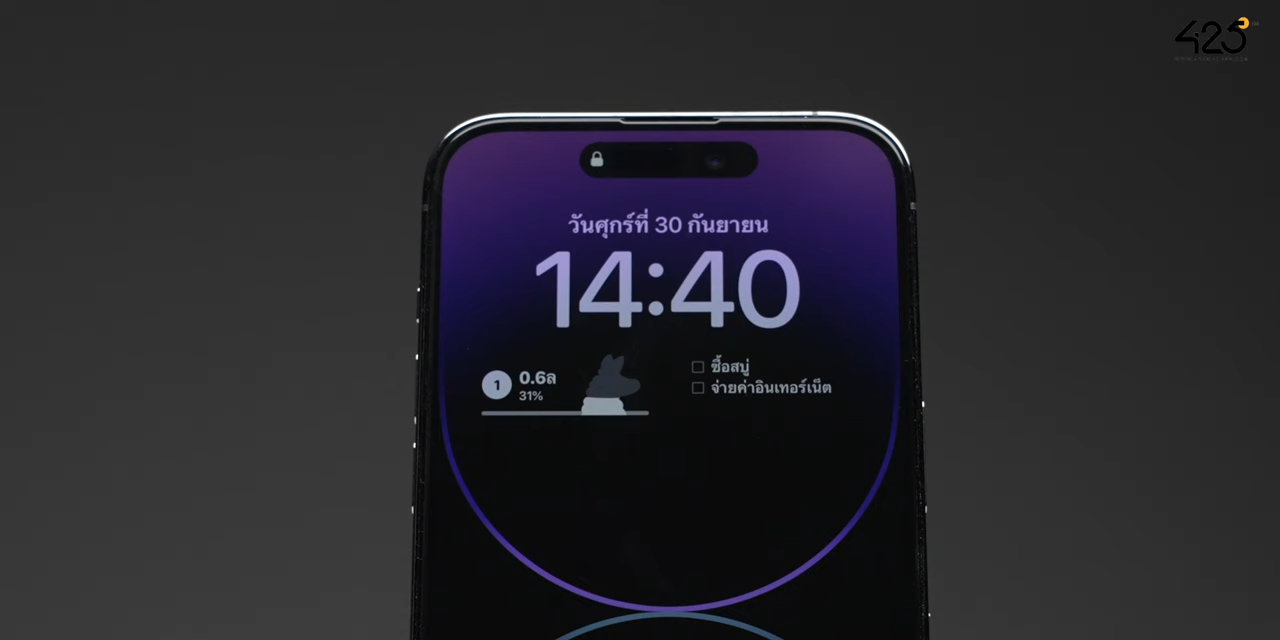 425°
วันศุกร์ที่ 30 กันยายน
14:40
1
0.6ล
31%
ซื้อสบู่
จ่ายค่าอินเทอร์เน็ต